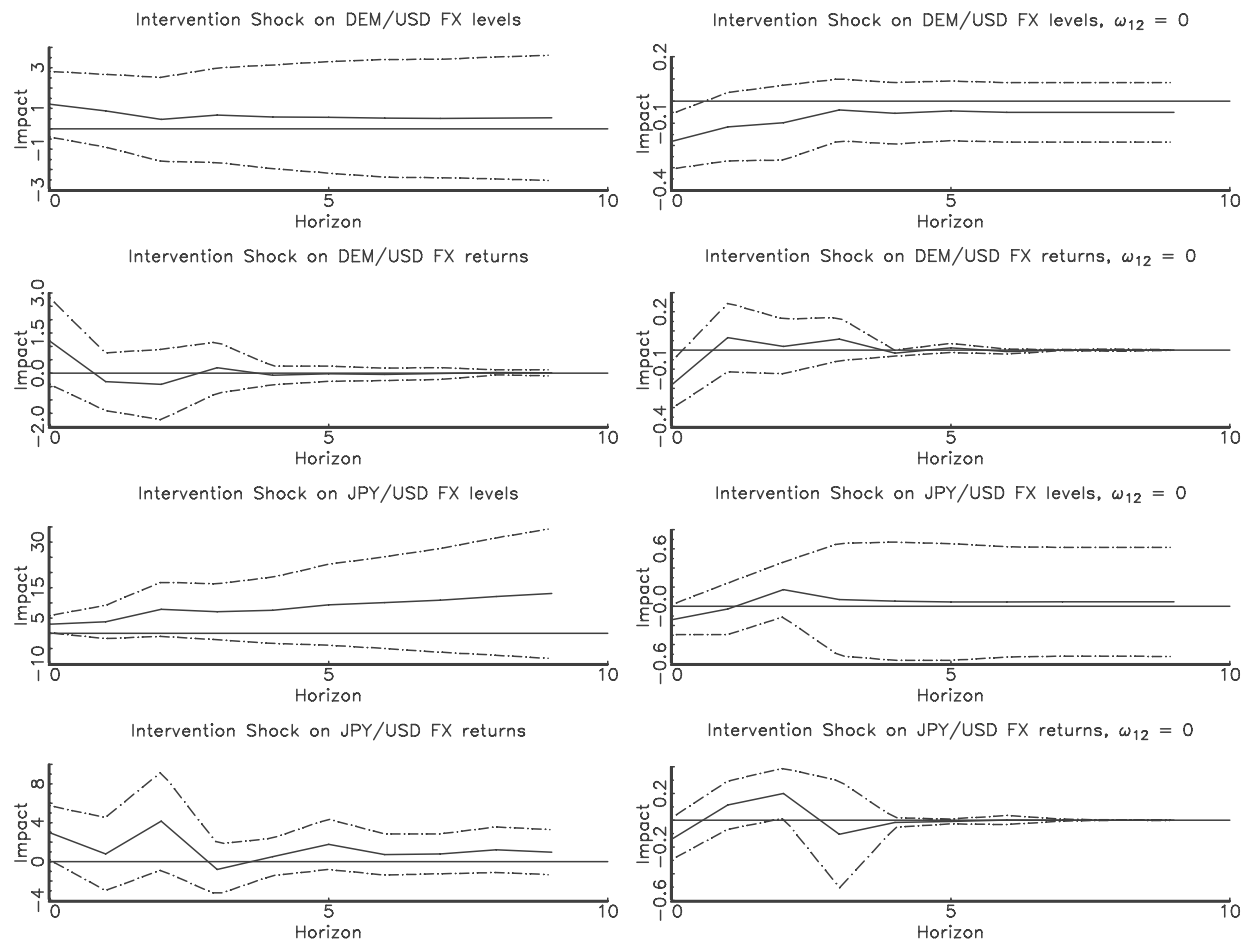 Intervention Shock on DEM/USD FX levels
Impact
3
1
−1
−3
0
5
10
Horizon
Intervention Shock on DEM/USD FX levels, ω12 = 0
Impact
0.2
−0.1
−0.4
0
5
10
Horizon
Intervention Shock on DEM/USD FX returns
Impact
3.0
1.5
0.0
−2.0
0
5
10
Horizon
Intervention Shock on DEM/USD FX returns, ω12 = 0
Impact
0.2
−0.1
−0.4
0
5
10
Horizon
Intervention Shock on JPY/USD FX levels
Impact
30
15
5
−10
0
5
10
Horizon
Intervention Shock on JPY/USD FX levels, ω12 = 0
Impact
0.6
−0.0
−0.6
0
5
10
Horizon
Intervention Shock on JPY/USD FX returns
Impact
8
4
0
−4
0
5
10
Horizon
Intervention Shock on JPY/USD FX returns, ω12 = 0
Impact
0.2
−0.2
−0.6
0
5
10
Horizon